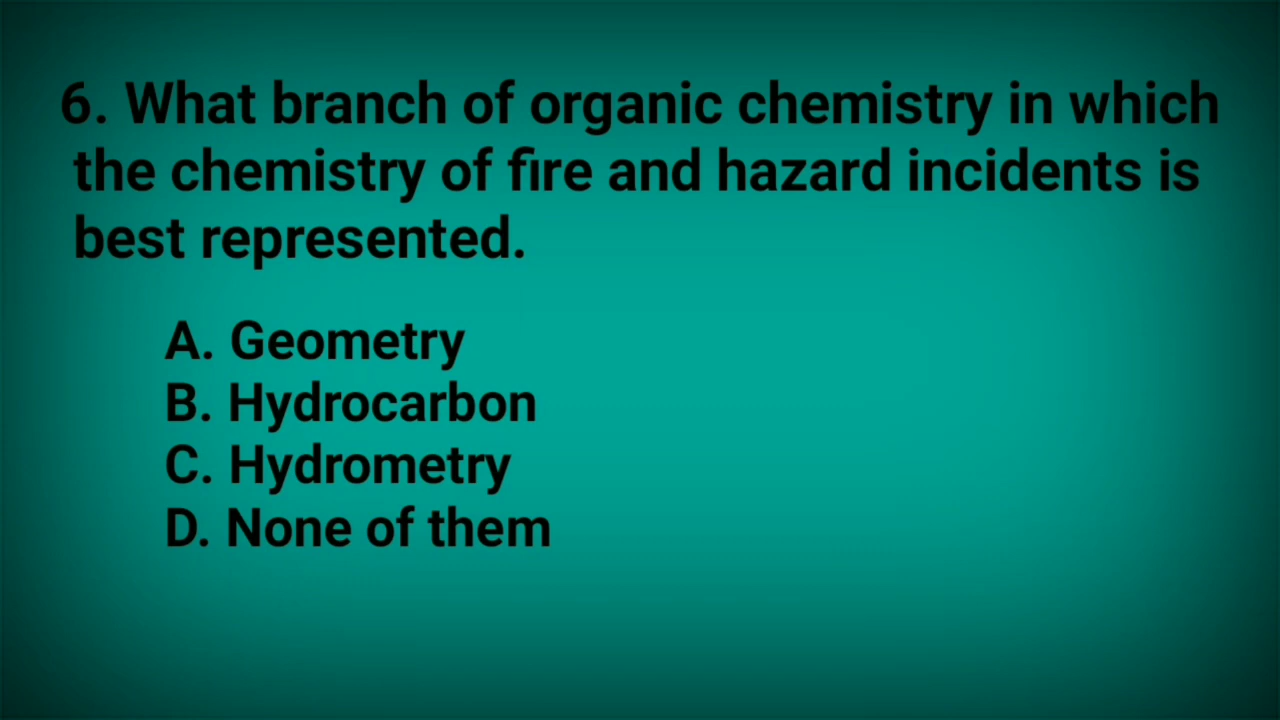 6. What branch of organic chemistry in which
the chemistry of fire and hazard incidents is
best represented.
A. Geometry
B. Hydrocarbon
C. Hydrometry
D. None of them